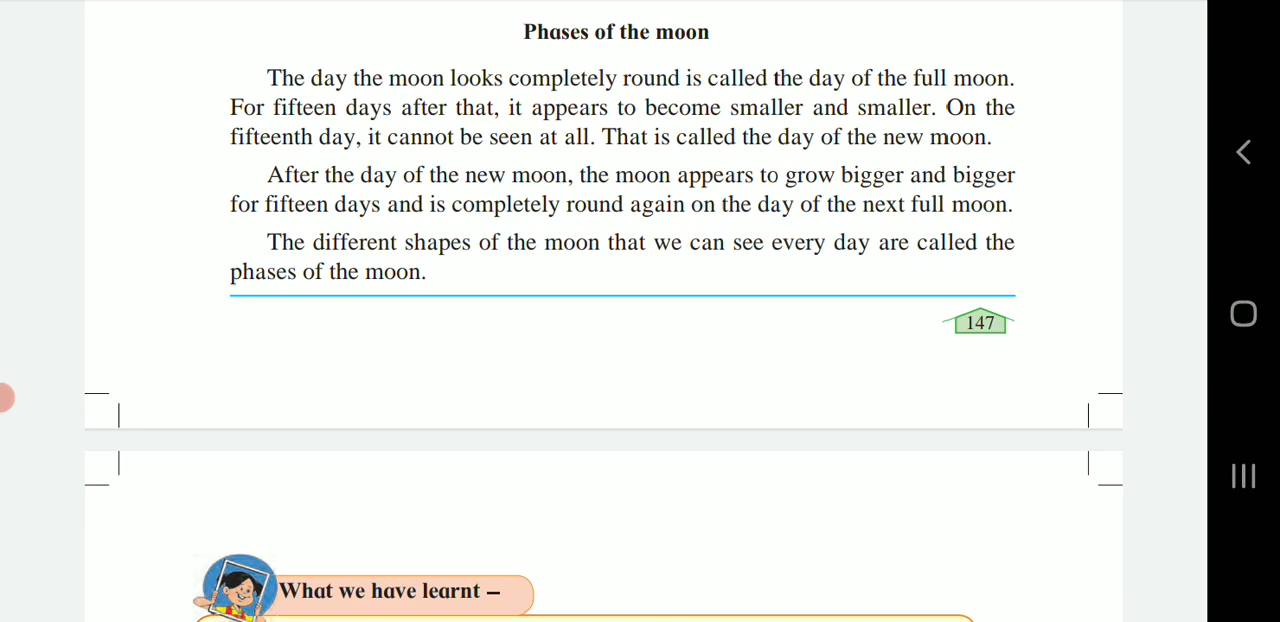 Phases of the moon
The day the moon looks completely round is called the day of the full moon.
For fifteen days after that, it appears to become smaller and smaller. On the
fifteenth day, it cannot be seen at all. That is called the day of the new moon.
After the day of the new moon, the moon appears to grow bigger and bigger
for fifteen days and is completely round again on the day of the next full moon.
The different shapes of the moon that we can see every day are called the
phases of the moon.
147
What we have learnt –